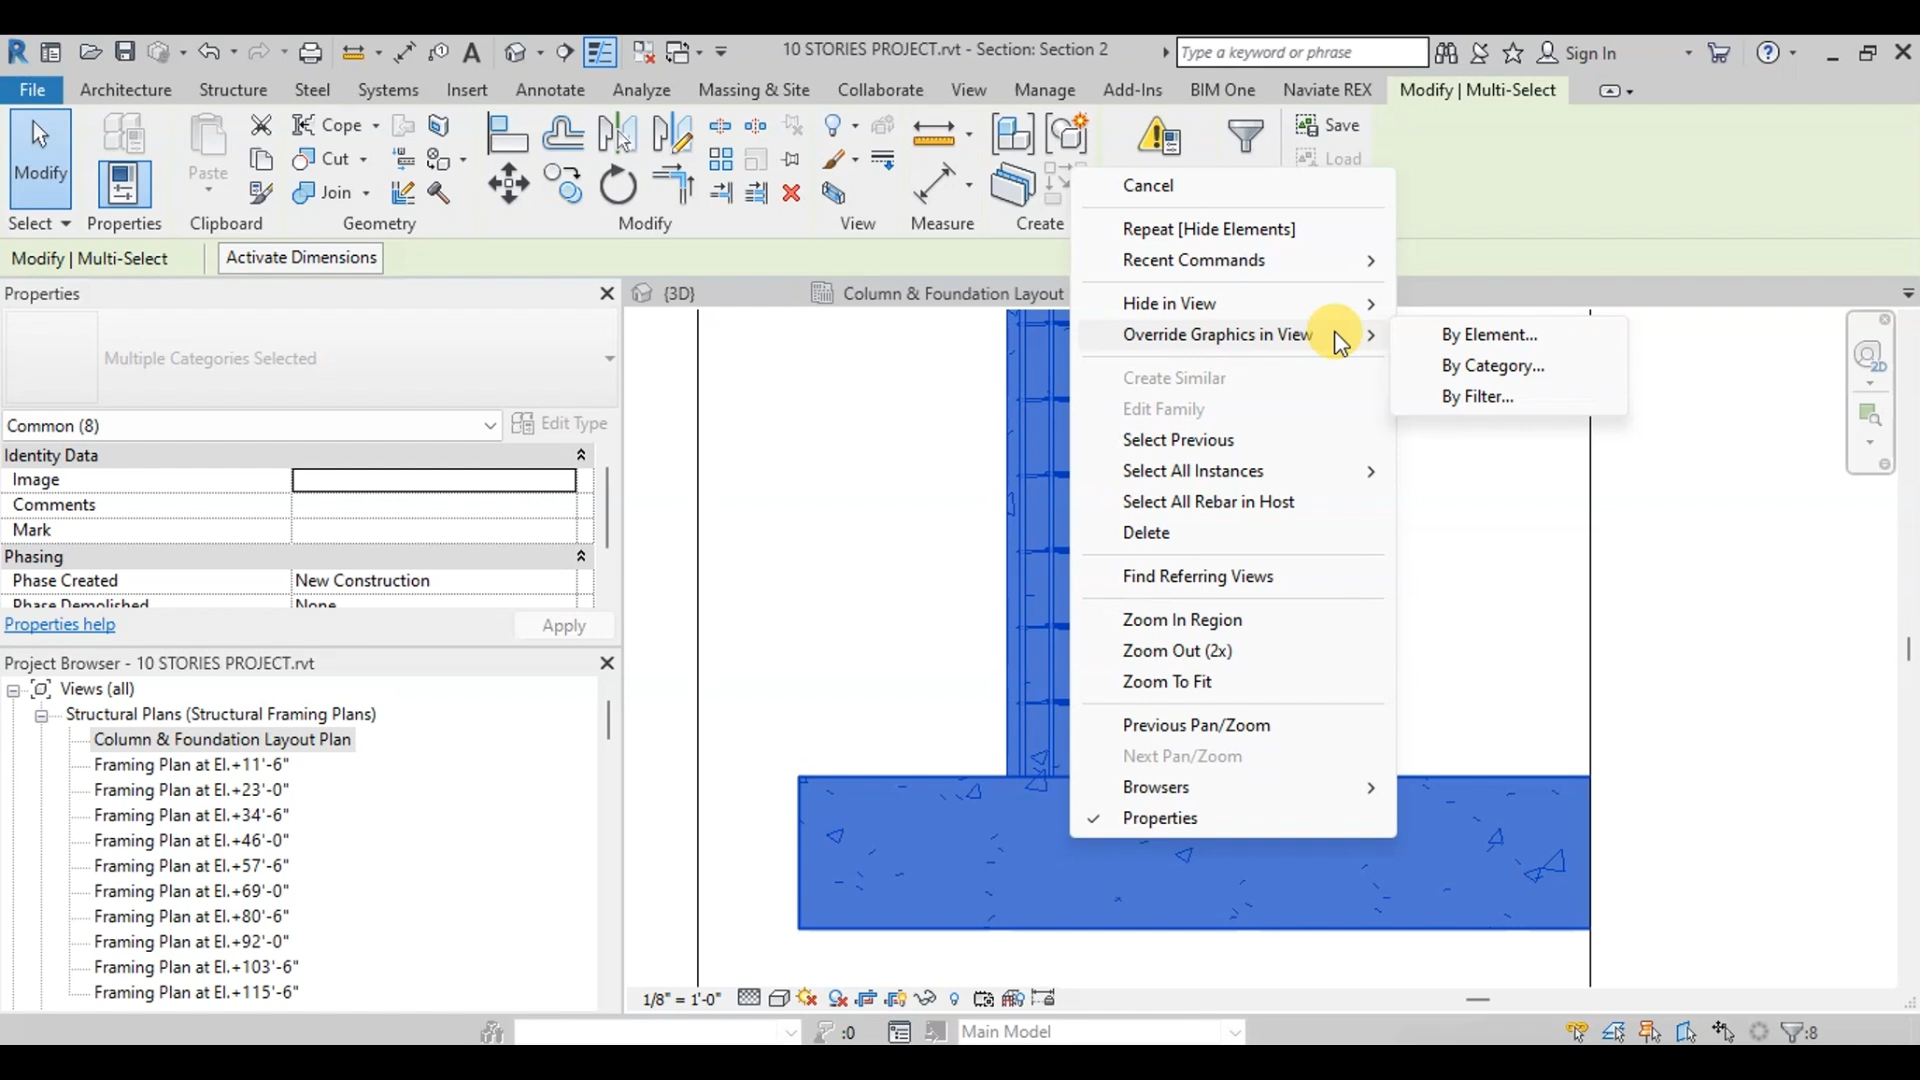 10 STORIES PROJECT.rvt - Section: Section 2
Type a keyword or phrase
Sign In
File Architecture Structure Steel Systems Insert Annotate Analyze Massing & Site Collaborate View Manage Add-Ins BIM One Naviate REX Modify | Multi-Select
Modify
Paste
Cope
Cut
Join
Save
Load
Select Properties Clipboard Geometry Modify View Measure Create
Modify | Multi-Select Activate Dimensions
Properties
{3D}
Column & Foundation Layout
Multiple Categories Selected
Common (8) Edit Type
Identity Data
Image
Comments
Mark
Phasing
Phase Created New Construction
Phase Demolished None
Properties help Apply
Project Browser - 10 STORIES PROJECT.rvt
Views (all)
Structural Plans (Structural Framing Plans)
Column & Foundation Layout Plan
Framing Plan at El.+11'-6"
Framing Plan at El.+23'-0"
Framing Plan at El.+34'-6"
Framing Plan at El.+46'-0"
Framing Plan at El.+57'-6"
Framing Plan at El.+69'-0"
Framing Plan at El.+80'-6"
Framing Plan at El.+92'-0"
Framing Plan at El.+103'-6"
Framing Plan at El.+115'-6"
Cancel
Repeat [Hide Elements]
Recent Commands
Hide in View
Override Graphics in View
Create Similar
Edit Family
Select Previous
Select All Instances
Select All Rebar in Host
Delete
Find Referring Views
Zoom In Region
Zoom Out (2x)
Zoom To Fit
Previous Pan/Zoom
Next Pan/Zoom
Browsers
Properties
By Element...
By Category...
By Filter...
2D
1/8" = 1'-0"
:0
Main Model
:8